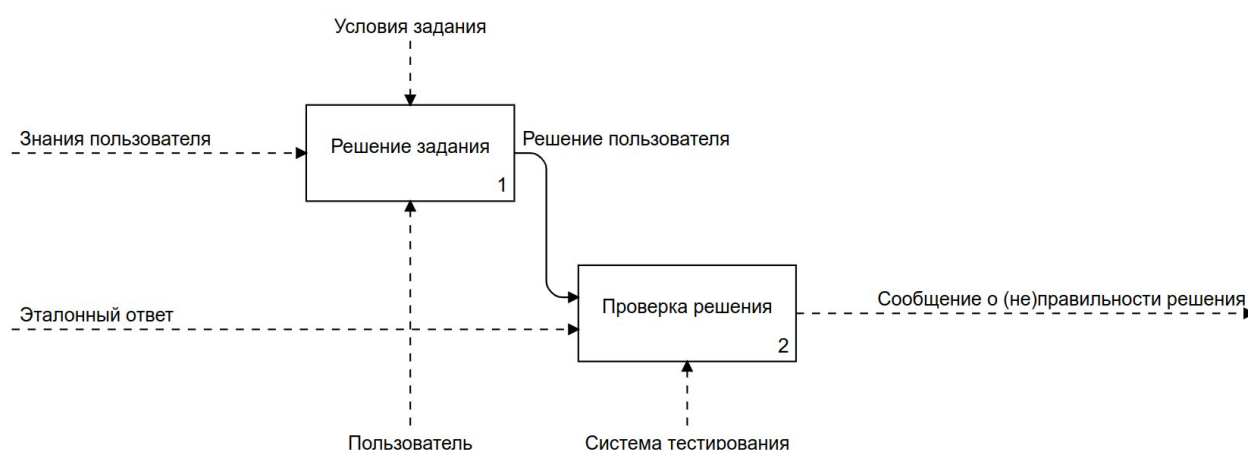 Условия задания
Знания пользователя
Решение задания
Решение пользователя
1
Эталонный ответ
Проверка решения
Сообщение о (не)правильности решения
2
Пользователь
Система тестирования